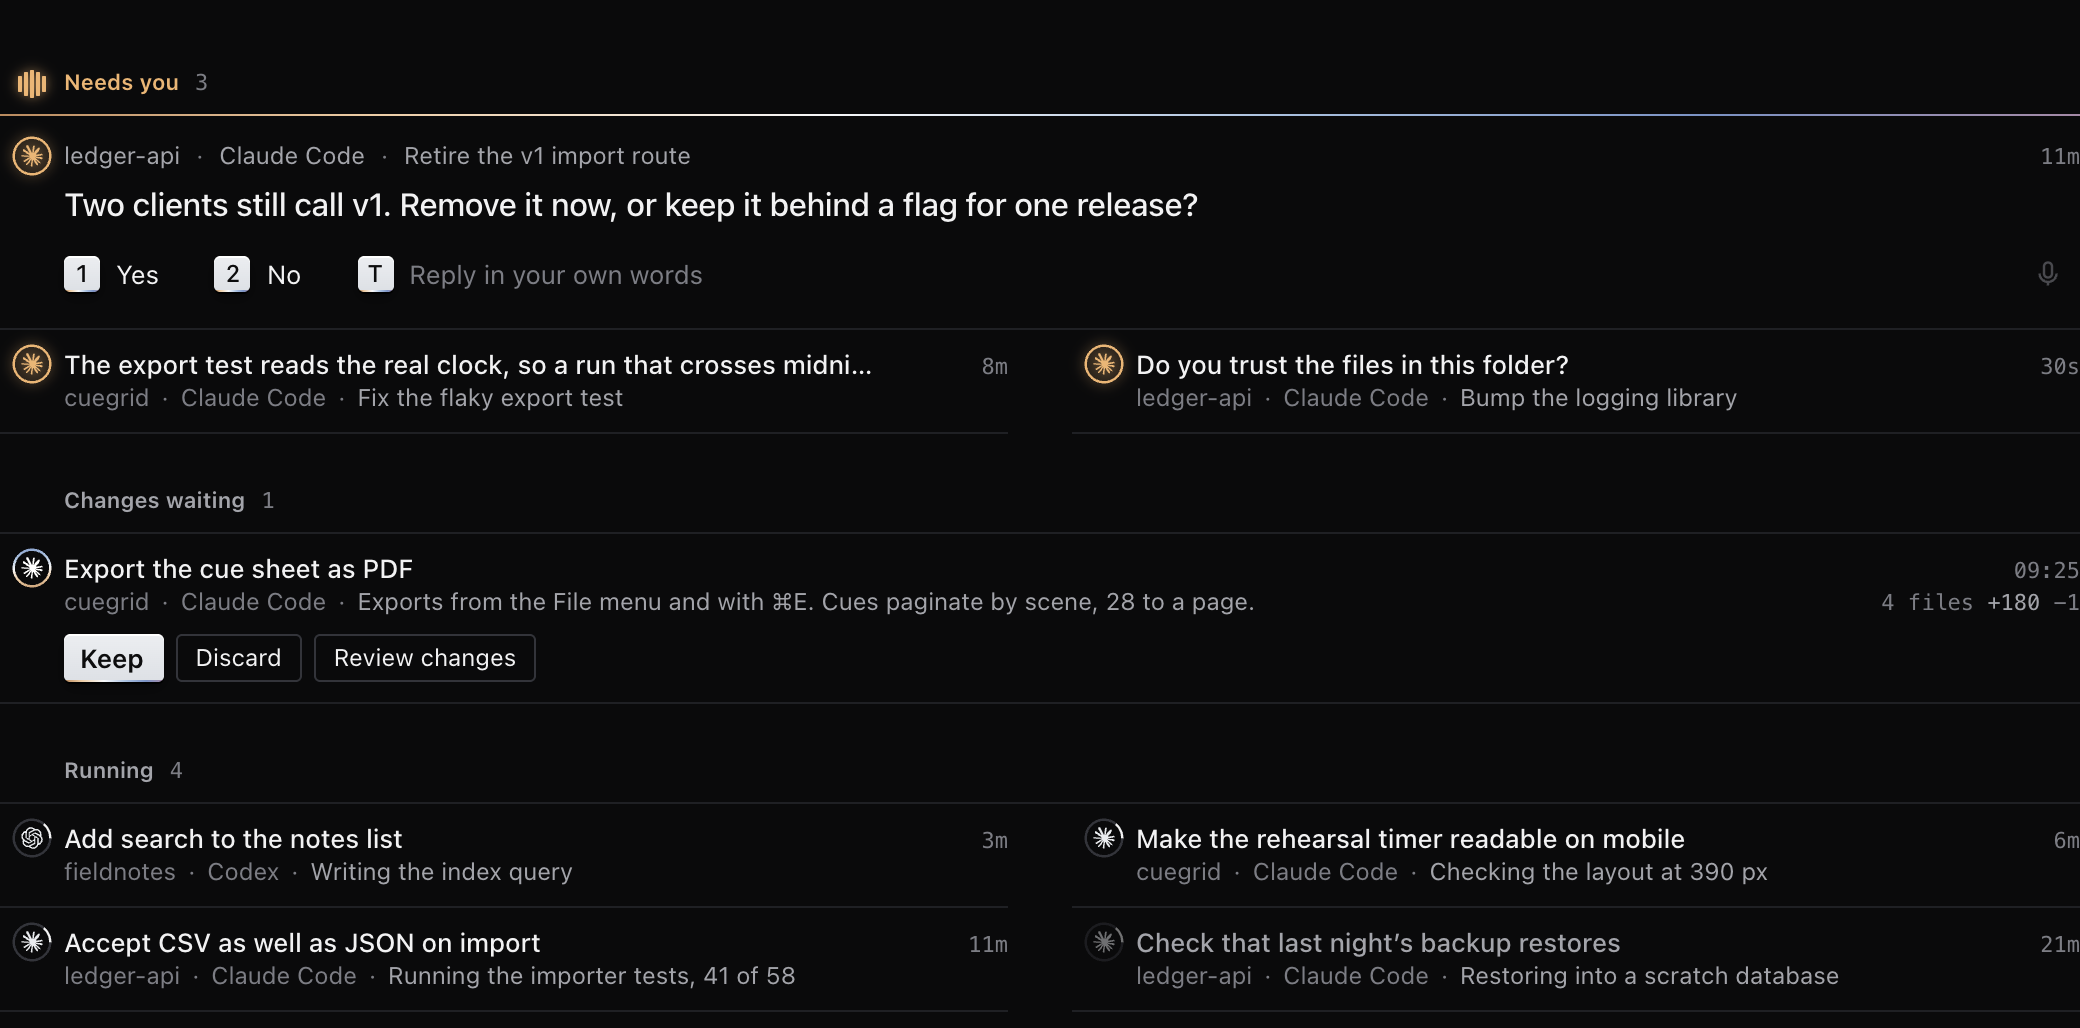 Needs you 3
ledger-api · Claude Code · Retire the v1 import route 11m
Two clients still call v1. Remove it now, or keep it behind a flag for one release?
1 Yes 2 No T Reply in your own words
The export test reads the real clock, so a run that crosses midni... 8m
cuegrid · Claude Code · Fix the flaky export test
Do you trust the files in this folder? 30s
ledger-api · Claude Code · Bump the logging library
Changes waiting 1
Export the cue sheet as PDF 09:25
cuegrid · Claude Code · Exports from the File menu and with ⌘E. Cues paginate by scene, 28 to a page. 4 files +180 −1
Keep Discard Review changes
Running 4
Add search to the notes list 3m
fieldnotes · Codex · Writing the index query
Make the rehearsal timer readable on mobile 6m
cuegrid · Claude Code · Checking the layout at 390 px
Accept CSV as well as JSON on import 11m
ledger-api · Claude Code · Running the importer tests, 41 of 58
Check that last night’s backup restores 21m
ledger-api · Claude Code · Restoring into a scratch database